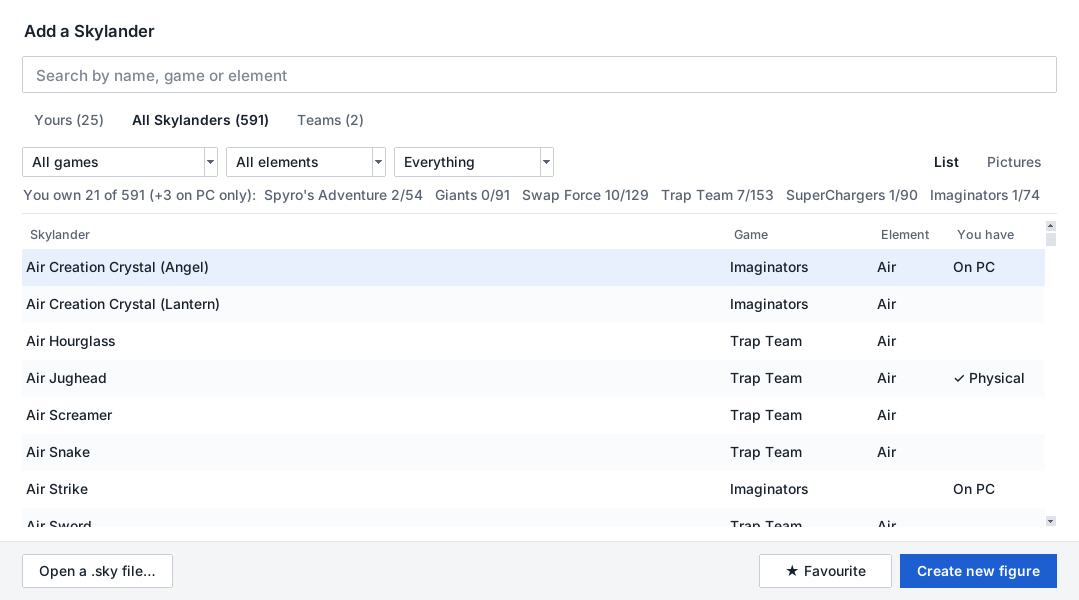 Add a Skylander
Search by name, game or element
Yours (25) All Skylanders (591) Teams (2)
All games All elements Everything List Pictures
You own 21 of 591 (+3 on PC only): Spyro's Adventure 2/54 Giants 0/91 Swap Force 10/129 Trap Team 7/153 SuperChargers 1/90 Imaginators 1/74
Skylander Game Element You have
Air Creation Crystal (Angel) Imaginators Air On PC
Air Creation Crystal (Lantern) Imaginators Air
Air Hourglass Trap Team Air
Air Jughead Trap Team Air ✓ Physical
Air Screamer Trap Team Air
Air Snake Trap Team Air
Air Strike Imaginators On PC
Air Sword Trap Team Air
Open a .sky file... ★ Favourite Create new figure